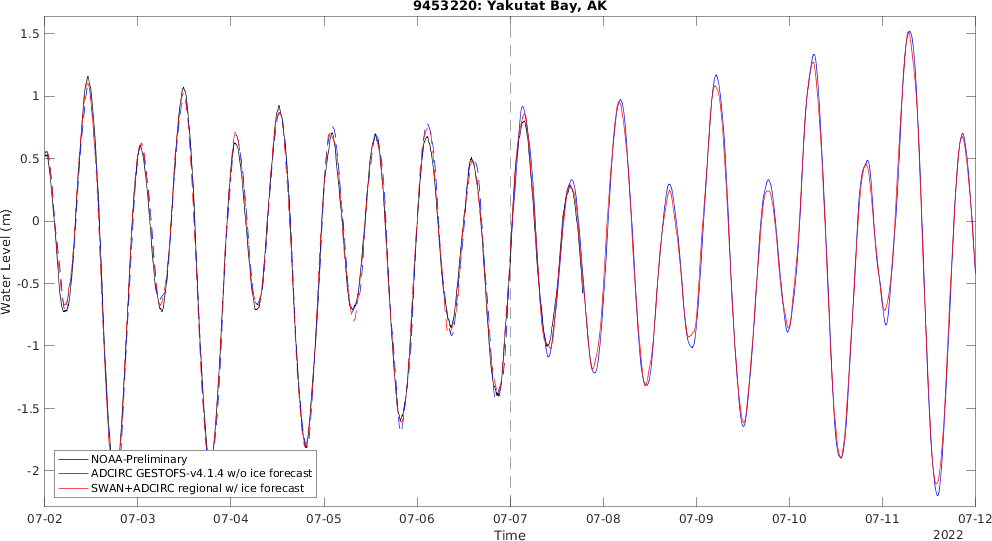 9453220: Yakutat Bay, AK
Water Level (m)
1.5
1
0.5
0
-0.5
-1
-1.5
-2
NOAA-Preliminary
ADCIRC GESTOFS-v4.1.4 w/o ice forecast
SWAN+ADCIRC regional w/ ice forecast
07-02 07-03 07-04 07-05 07-06 07-07 07-08 07-09 07-10 07-11 07-12
Time
2022